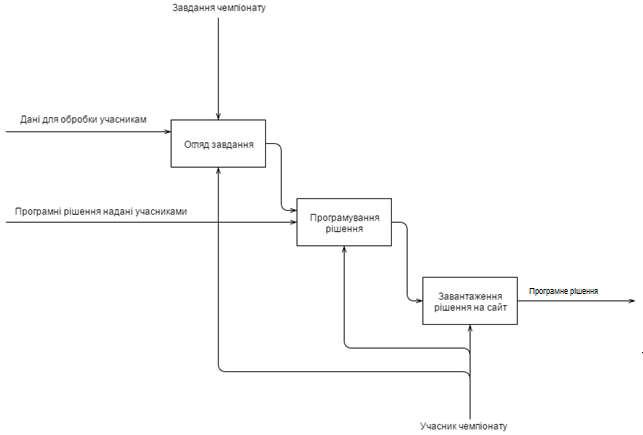 Завдання чемпіонату
Дані для обробки учасникам
Огляд завдання
Програмні рішення надані учасниками
Програмування
рішення
Завантаження
рішення на сайт
Програмне рішення
Учасник чемпіонату